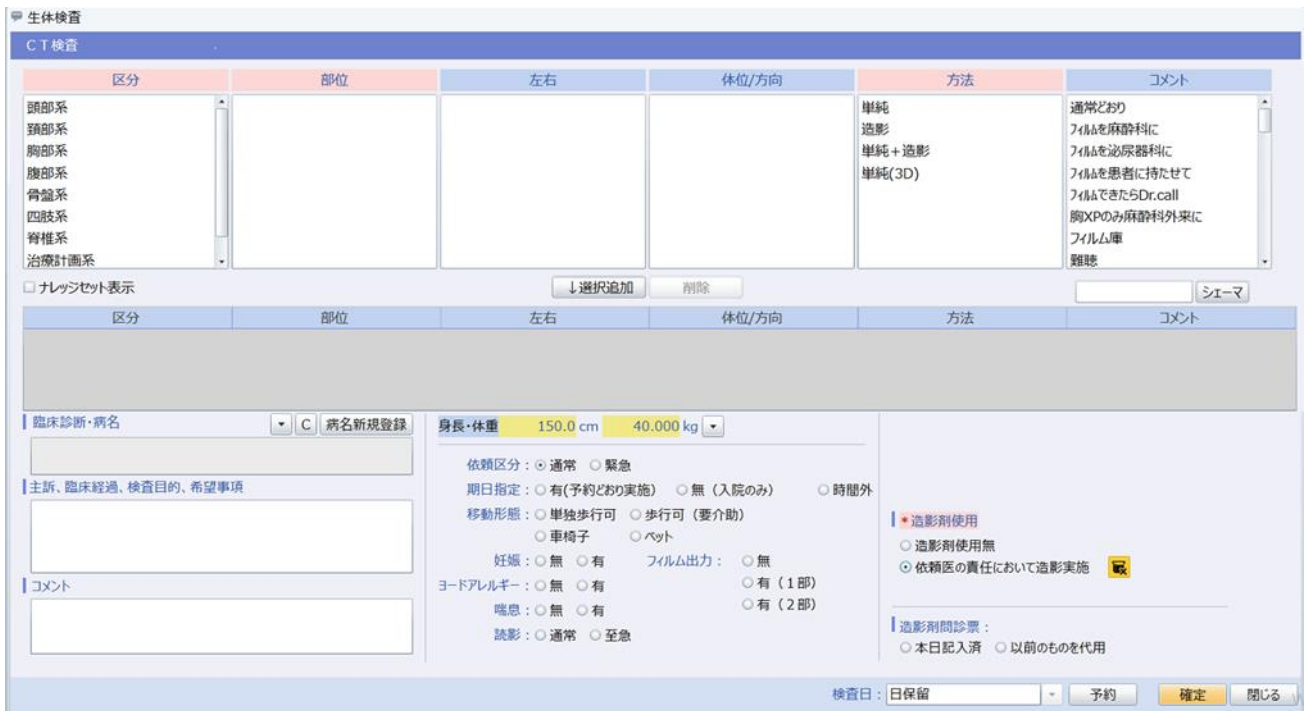 生体検査
CT検査
区分 部位 左右 体位/方向 方法 コメント
頭部系
頚部系
胸部系
腹部系
骨盤系
四肢系
脊椎系
治療計画系
単純
造影
単純+造影
単純(3D)
通常どおり
フィルムを麻酔科に
フィルムを泌尿器科に
フィルムを患者に持たせて
フィルムできたらDr.call
胸XPのみ麻酔科外来に
フィルム庫
難聴
ナレッジセット表示
↓選択追加 削除
シェーマ
区分 部位 左右 体位/方向 方法 コメント
臨床診断・病名 C 病名新規登録
主訴、臨床経過、検査目的、希望事項
コメント
身長・体重 150.0 cm 40.000 kg
依頼区分: 通常 緊急
期日指定: 有(予約どおり実施) 無(入院のみ) 時間外
移動形態: 単独歩行可 歩行可(要介助)
車椅子 ベット
妊娠: 無 有 フィルム出力: 無
ヨードアレルギー: 無 有 有(1部)
喘息: 無 有 有(2部)
読影: 通常 至急
*造影剤使用
造影剤使用無
依頼医の責任において造影実施
造影剤問診票:
本日記入済 以前のものを代用
検査日: 日保留 予約 確定 閉じる